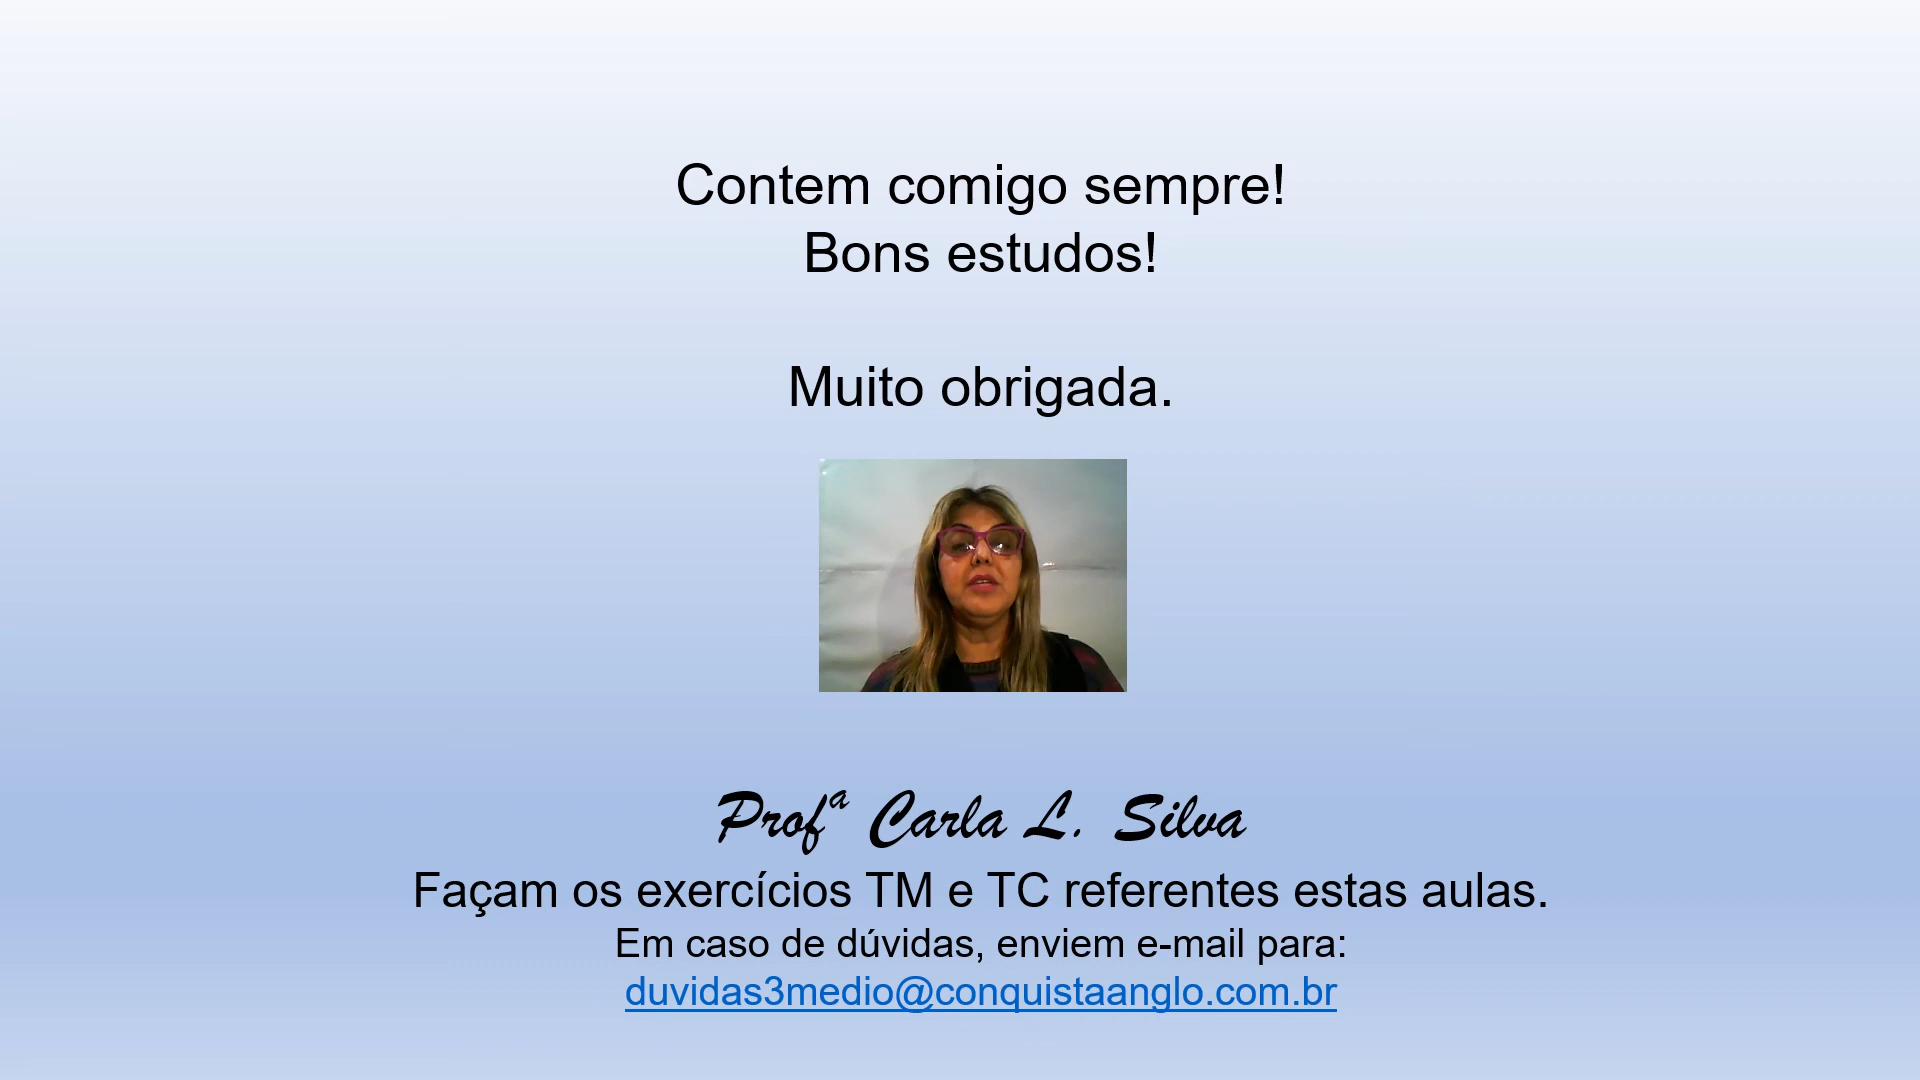 Contem comigo sempre!
Bons estudos!
Muito obrigada.
Profª Carla L. Silva
Façam os exercícios TM e TC referentes estas aulas.
Em caso de dúvidas, enviem e-mail para:
duvidas3medio@conquistaanglo.com.br